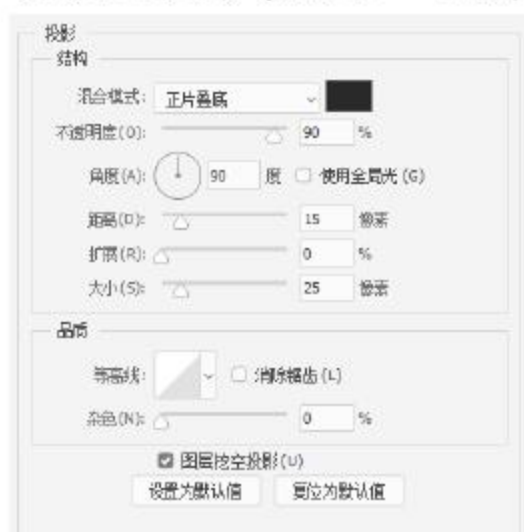 投影
结构
混合模式: 正片叠底
不透明度(O): 90 %
角度(A): 90 度 使用全局光 (G)
距离(D): 15 像素
扩展(R): 0 %
大小(S): 25 像素
品质
等高线: 消除锯齿 (L)
杂色(N): 0 %
图层挖空投影(U)
设置为默认值 复位为默认值